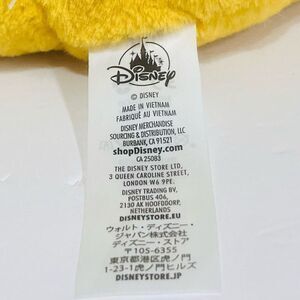 Disney
© DISNEY
MADE IN VIETNAM
FABRIQUÉ AU VIETNAM
DISNEY MERCHANDISE
SOURCING & DISTRIBUTION, LLC
BURBANK, CA 91521
shopDisney.com
CA 25083
THE DISNEY STORE LTD,
3 QUEEN CAROLINE STREET,
LONDON W6 9PE.
DISNEY TRADING BV,
POSTBUS 406,
2130 AK HOOFDDORP,
NETHERLANDS
DISNEYSTORE.EU
ウォルト・ディズニー・
ジャパン株式会社
ディズニー・ストア
〒105-6355
東京都港区虎ノ門
1-23-1虎ノ門ヒルズ
DISNEYSTORE.JP